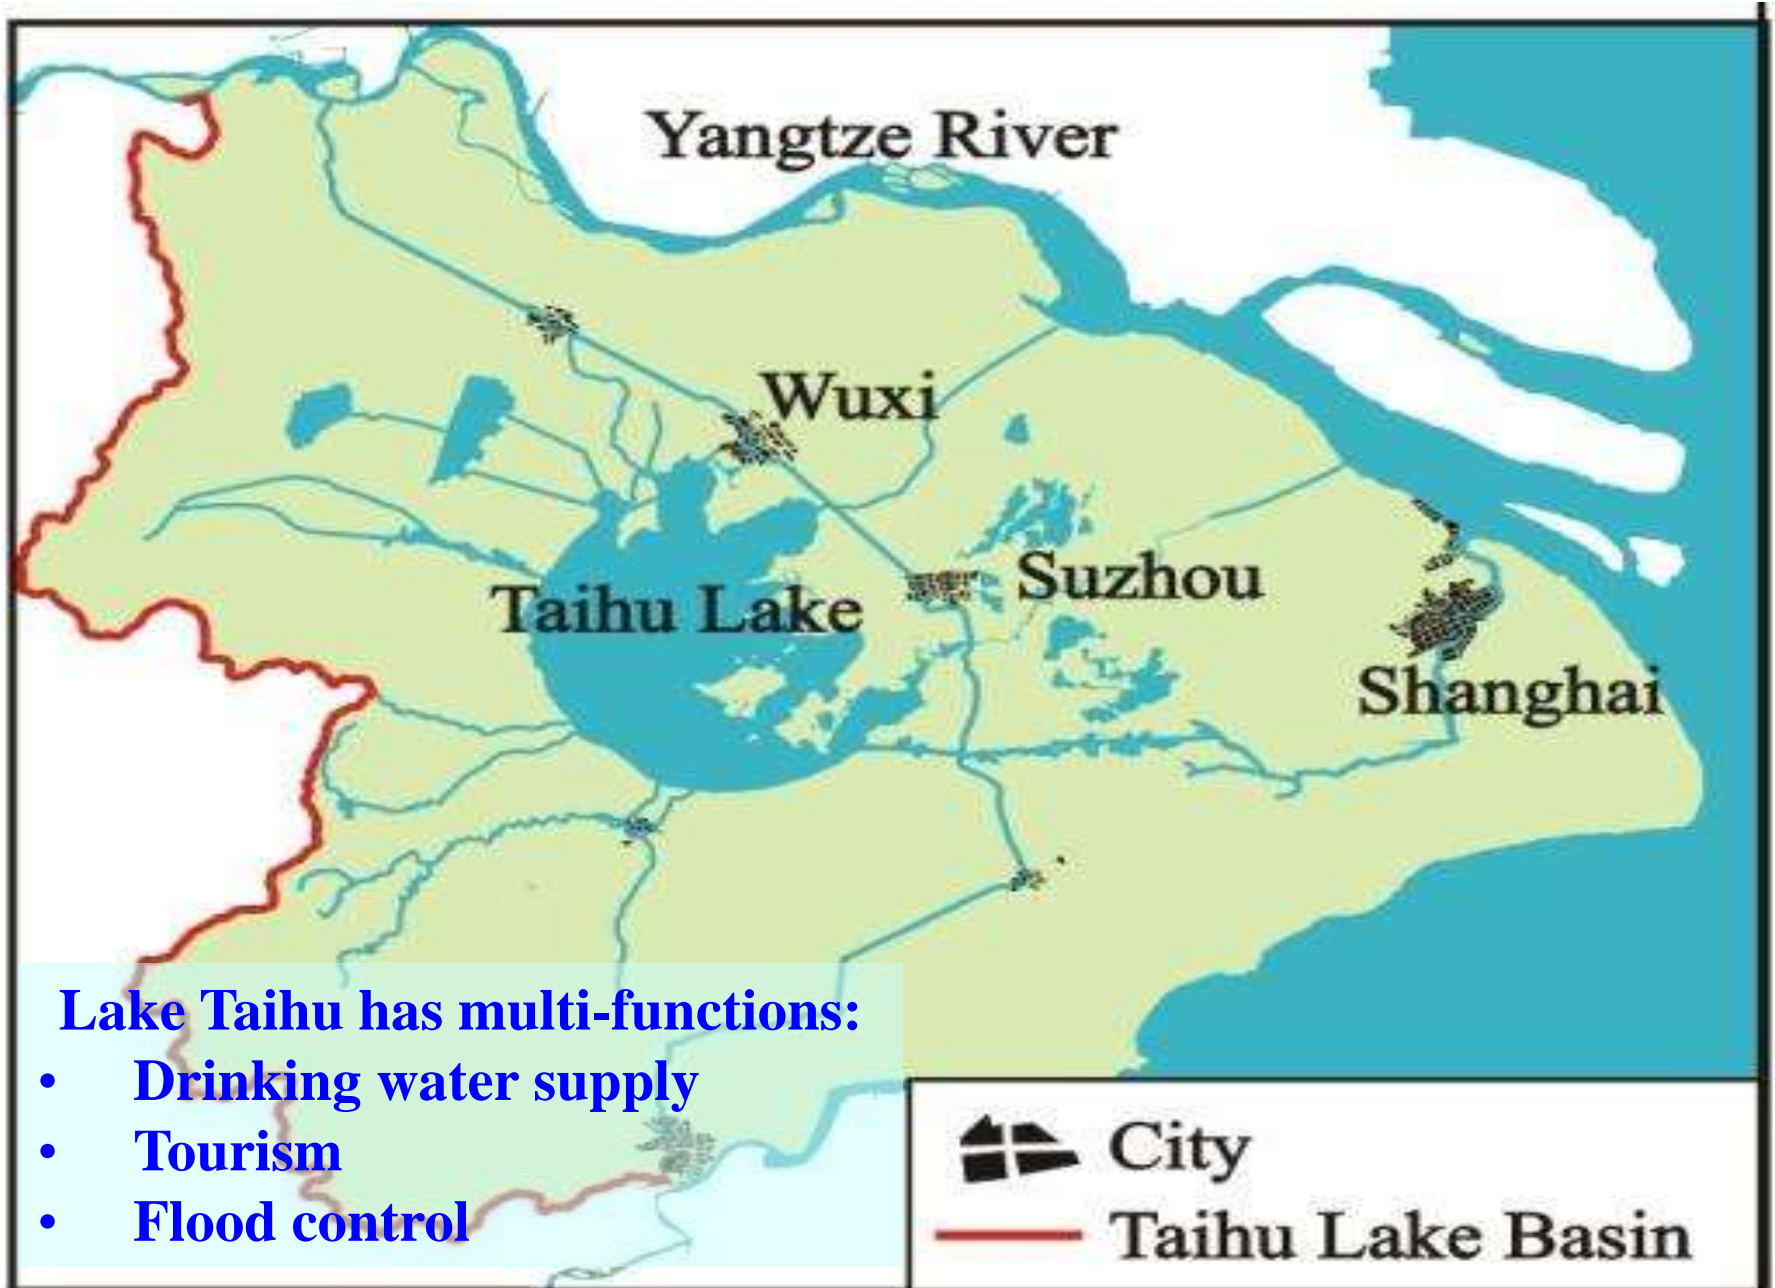 Yangtze River
Wuxi
Suzhou
Taihu Lake
Shanghai
Lake Taihu has multi-functions:
• Drinking water supply
• Tourism
• Flood control
City
Taihu Lake Basin